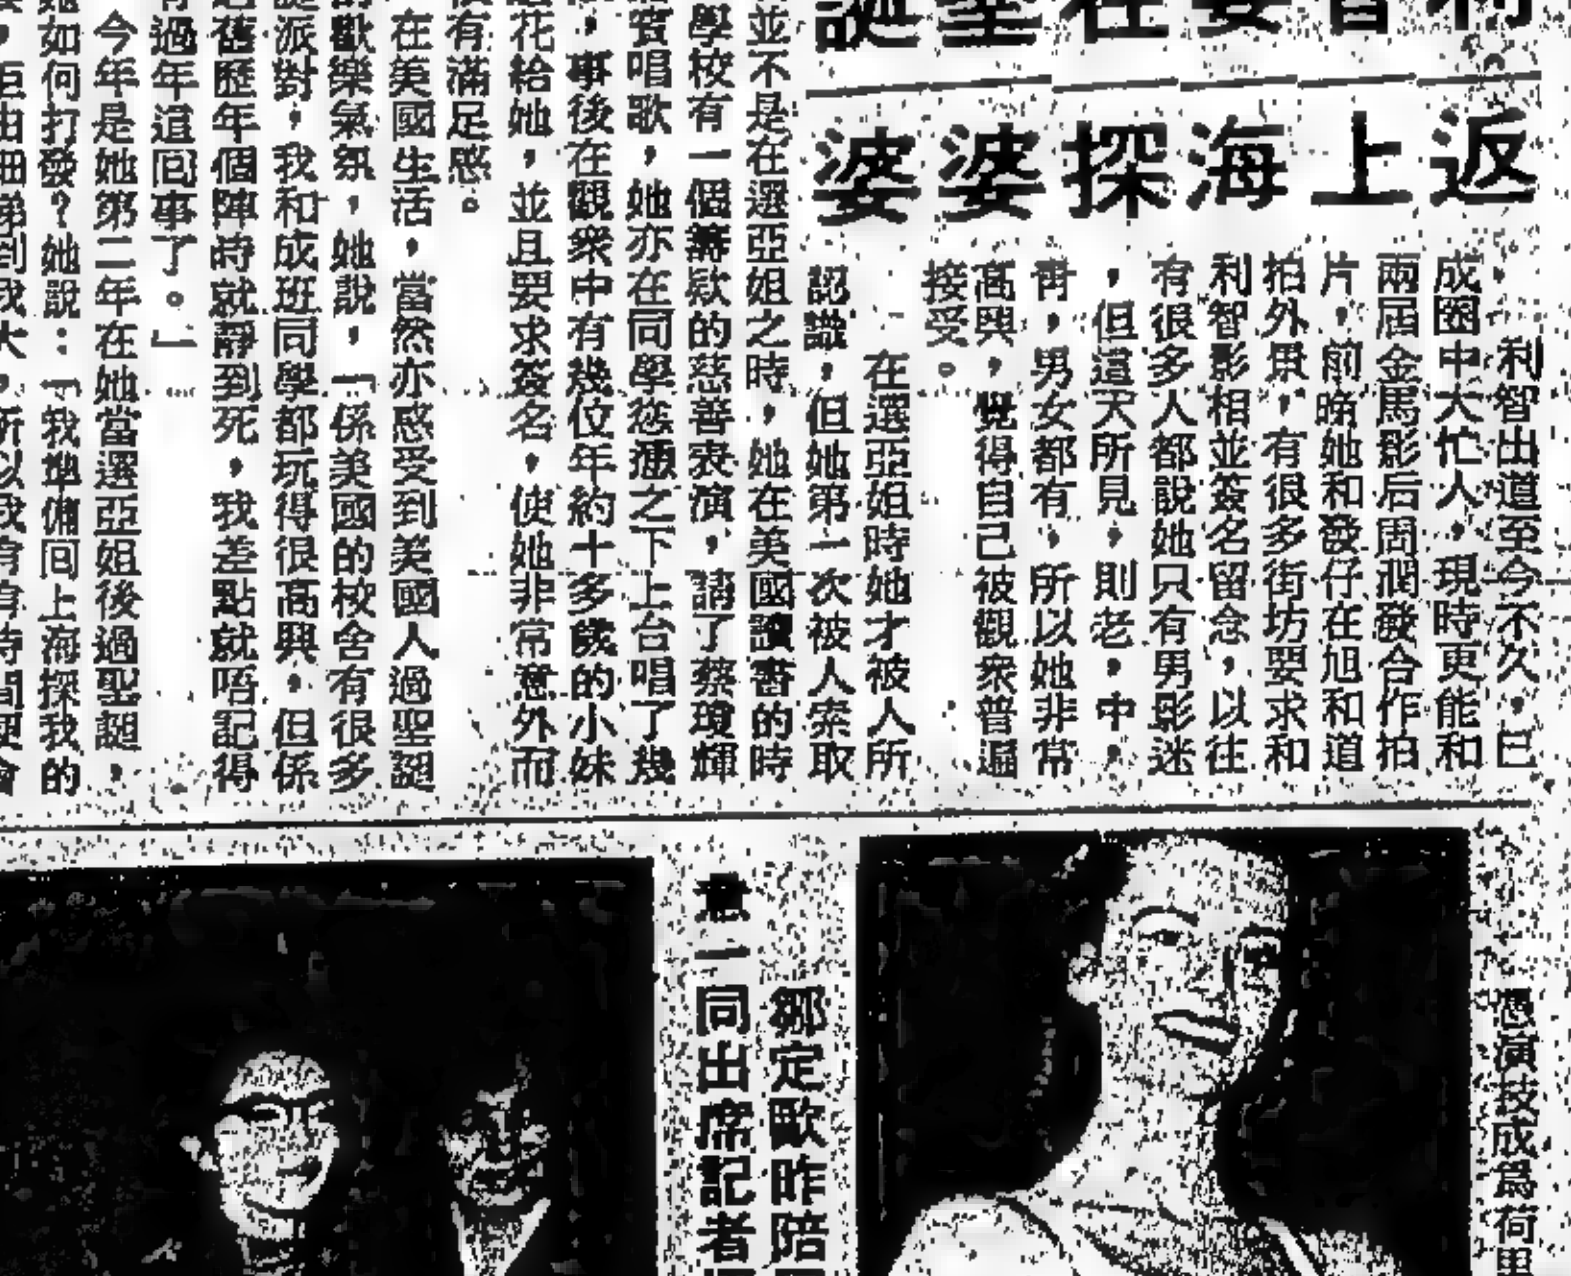 利智要在聖誕
返上海探婆婆
利智出道至今不久，已
成圈中大忙人，現時更能和
兩屆金馬影后周潤發合作拍
片，前晚她和發仔在旭和道
拍外景，有很多街坊要求和
利智影相並簽名留念，以往
有很多人都說她只有男影迷
，但這天所見，則老，中，
靑，男女都有，所以她非常
高興，覺得自己被觀衆普遍
接受。
在選亞姐時她才被人所
認識，但她第一次被人索取
並不是在選亞姐之時，她在美國讀書的時
學校有一個籌欵的慈善表演，請了蔡瓊輝
賓唱歌，她亦在同學慫慂之下上台唱了幾
，事後在觀衆中有幾位年約十多歲的小妹
花給她，並且要求簽名，使她非常意外而
有滿足感。
在美國生活，當然亦感受到美國人過聖誕
歡樂氣氛，她說，「係美國的校舍有很多
派對，我和成班同學都玩得很高興，但係
舊歷年個陣時就靜到死，我差點就唔記得
過年道回事了。」
今年是她第二年在她當選亞姐後過聖誕，
她如何打發？她說：「我準備回上海探我的
鄒定歐昨陪
意一同出席記者
憑演技成爲荷里